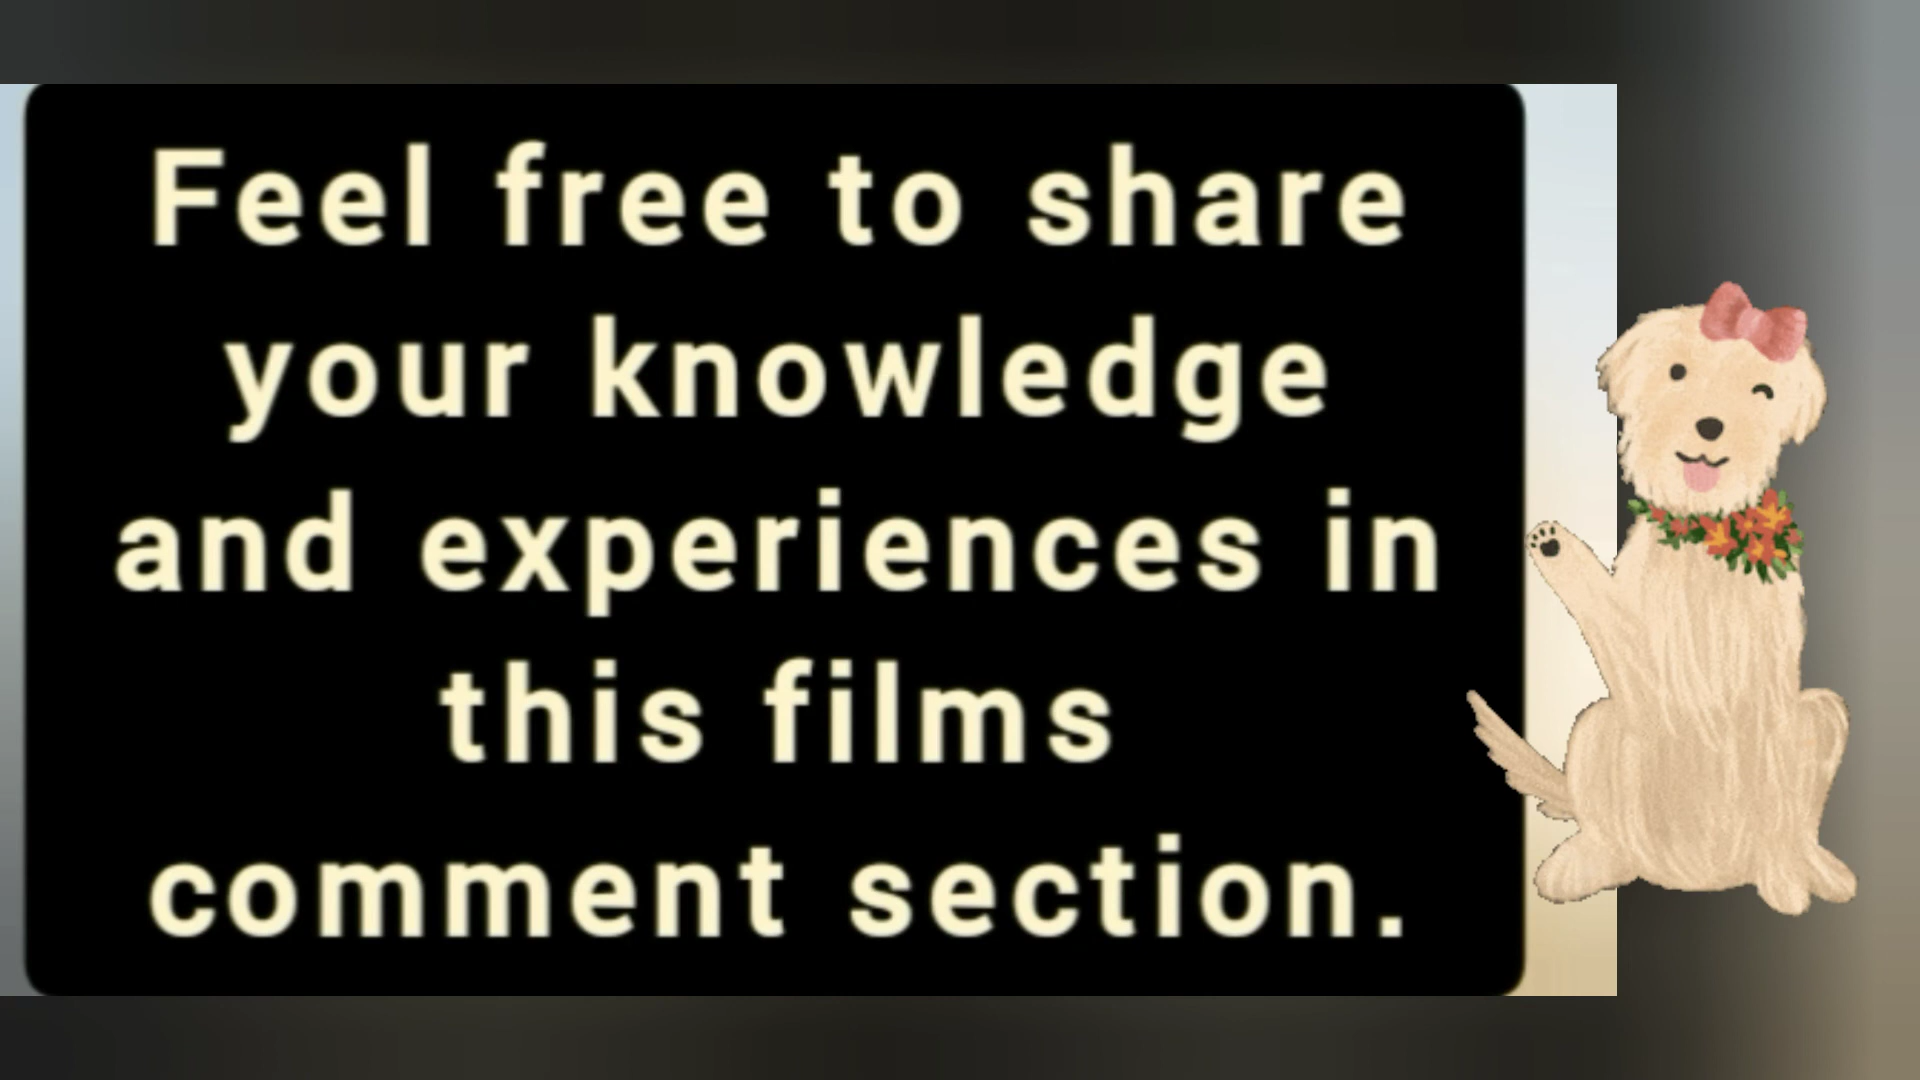 Feel free to share
your knowledge
and experiences in
this films
comment section.